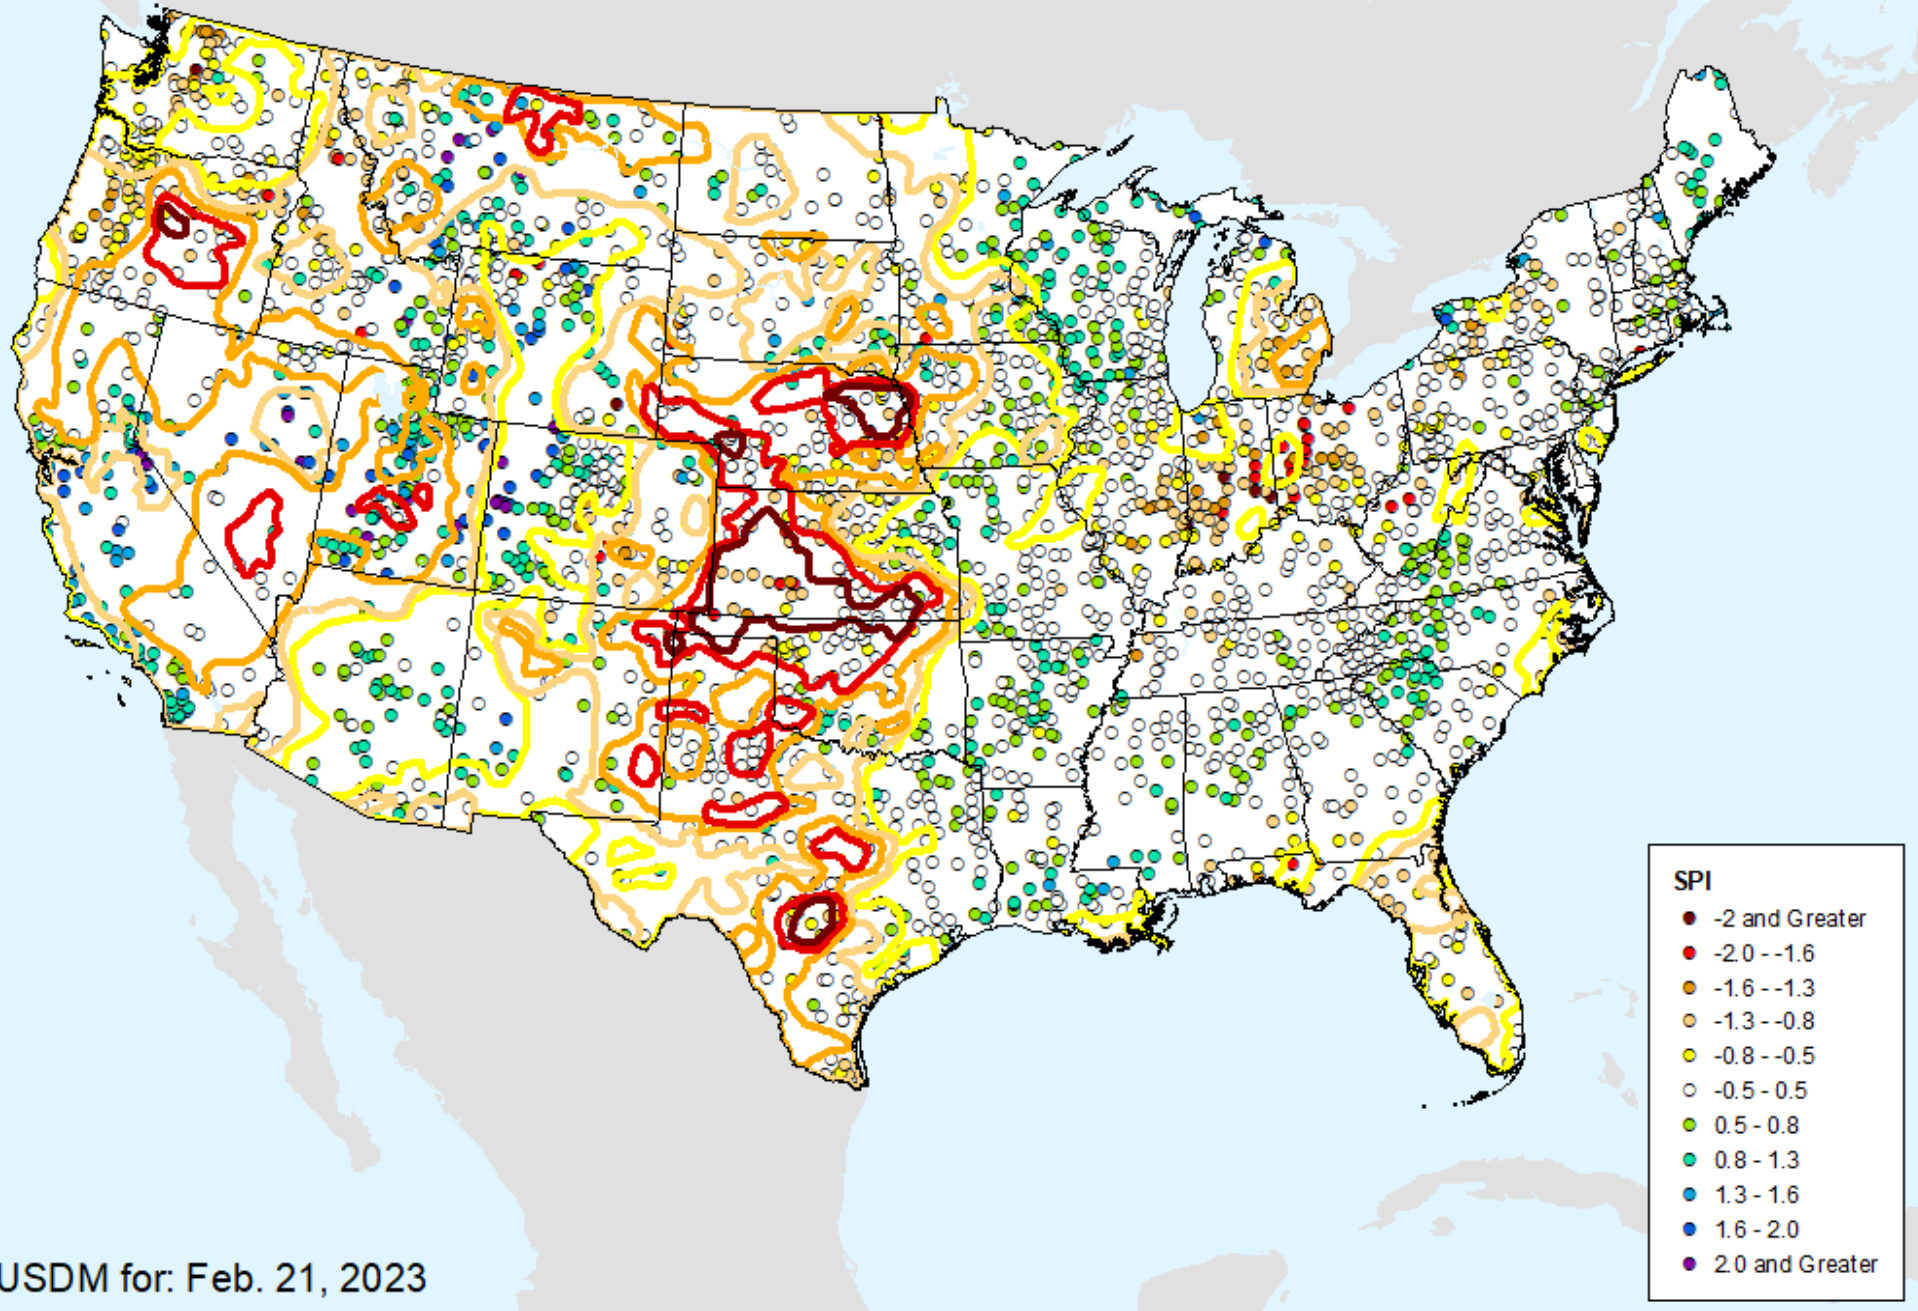 SPI
-2 and Greater
-2.0 - -1.6
-1.6 - -1.3
-1.3 - -0.8
-0.8 - -0.5
-0.5 - 0.5
0.5 - 0.8
0.8 - 1.3
1.3 - 1.6
1.6 - 2.0
2.0 and Greater
USDM for: Feb. 21, 2023